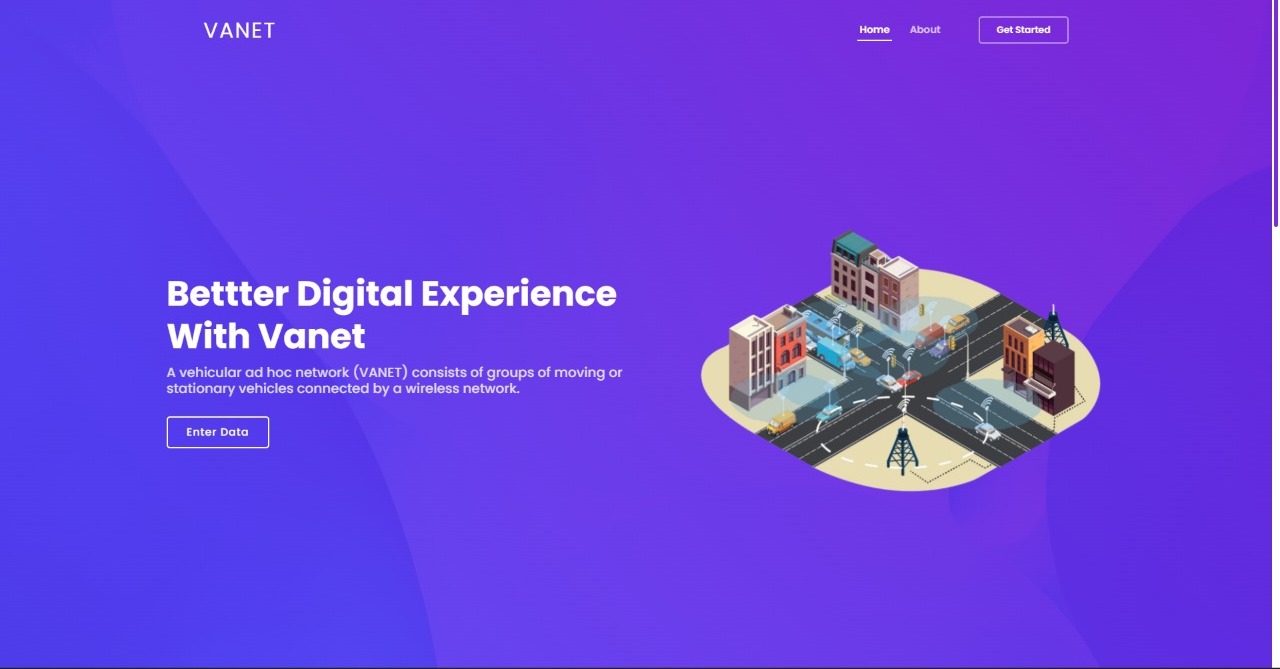 VANET
Home
About
Get Started
Bettter Digital Experience
With Vanet
A vehicular ad hoc network (VANET) consists of groups of moving or
stationary vehicles connected by a wireless network.
Enter Data